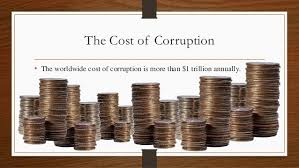 The Cost of Corruption
• The worldwide cost of corruption is more than $1 trillion annually.